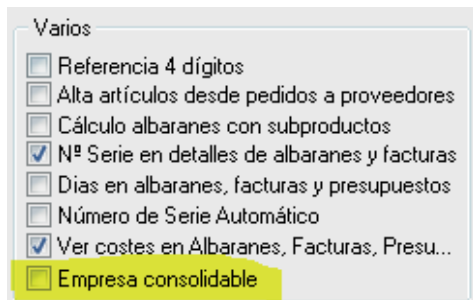 Varios
Referencia 4 dígitos
Alta artículos desde pedidos a proveedores
Cálculo albaranes con subproductos
Nº Serie en detalles de albaranes y facturas
Dias en albaranes, facturas y presupuestos
Número de Serie Automático
Ver costes en Albaranes, Facturas, Presu...
Empresa consolidable